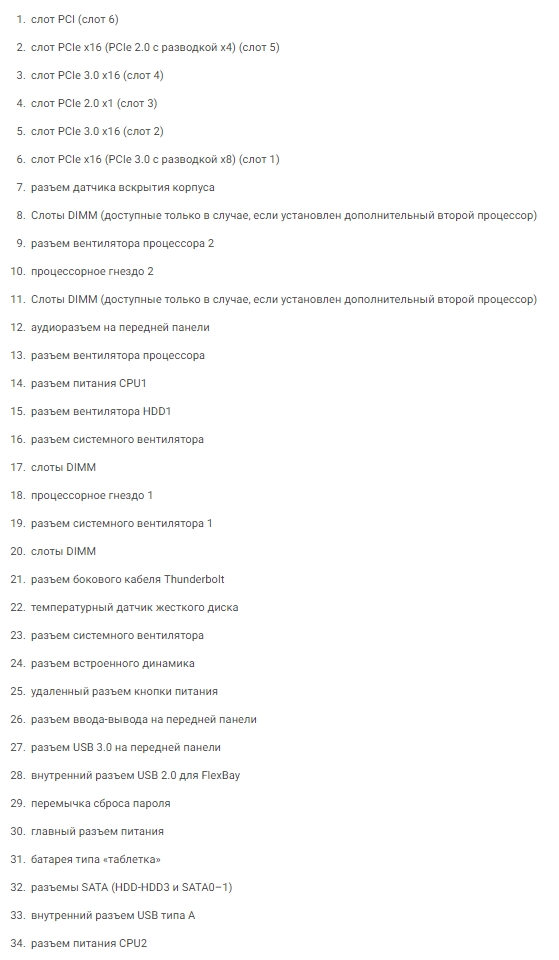 1. слот PCI (слот 6)
2. слот PCIe x16 (PCIe 2.0 с разводкой x4) (слот 5)
3. слот PCIe 3.0 x16 (слот 4)
4. слот PCIe 2.0 x1 (слот 3)
5. слот PCIe 3.0 x16 (слот 2)
6. слот PCIe x16 (PCIe 3.0 с разводкой x8) (слот 1)
7. разъем датчика вскрытия корпуса
8. Слоты DIMM (доступные только в случае, если установлен дополнительный второй процессор)
9. разъем вентилятора процессора 2
10. процессорное гнездо 2
11. Слоты DIMM (доступные только в случае, если установлен дополнительный второй процессор)
12. аудиоразъем на передней панели
13. разъем вентилятора процессора
14. разъем питания CPU1
15. разъем вентилятора HDD1
16. разъем системного вентилятора
17. слоты DIMM
18. процессорное гнездо 1
19. разъем системного вентилятора 1
20. слоты DIMM
21. разъем бокового кабеля Thunderbolt
22. температурный датчик жесткого диска
23. разъем системного вентилятора
24. разъем встроенного динамика
25. удаленный разъем кнопки питания
26. разъем ввода-вывода на передней панели
27. разъем USB 3.0 на передней панели
28. внутренний разъем USB 2.0 для FlexBay
29. перемычка сброса пароля
30. главный разъем питания
31. батарея типа «таблетка»
32. разъемы SATA (HDD-HDD3 и SATA0–1)
33. внутренний разъем USB типа A
34. разъем питания CPU2